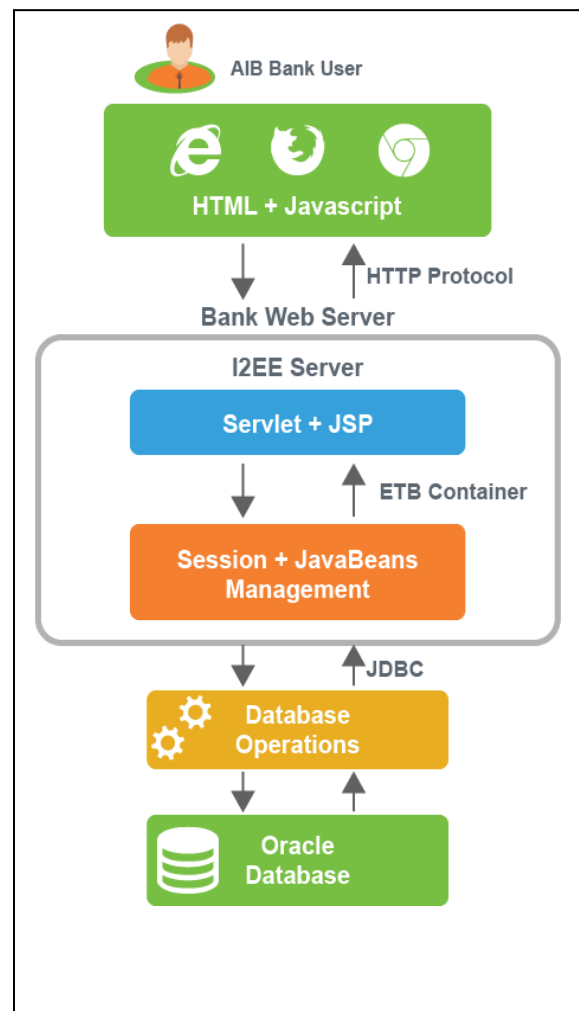 AIB Bank User
HTML + Javascript
HTTP Protocol
Bank Web Server
I2EE Server
Servlet + JSP
ETB Container
Session + JavaBeans
Management
JDBC
Database
Operations
Oracle
Database